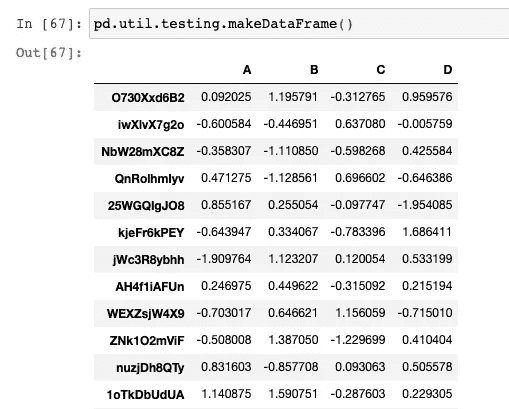 In [67]: pd.util.testing.makeDataFrame()
Out[67]:
A B C D
O730Xxd6B2 0.092025 1.195791 -0.312765 0.959576
iwXlvX7g2o -0.600584 -0.446951 0.637080 -0.005759
NbW28mXC8Z -0.358307 -1.110850 -0.598268 0.425584
QnRolhmlyv 0.471275 -1.128561 0.696602 -0.646386
25WGQlgJO8 0.855167 0.255054 -0.097747 -1.954085
kjeFr6kPEY -0.643947 0.334067 -0.783396 1.686411
jWc3R8ybhh -1.909764 1.123207 0.120054 0.533199
AH4f1iAFUn 0.246975 0.449622 -0.315092 0.215194
WEXZsjW4X9 -0.703017 0.646621 1.156059 -0.715010
ZNk1O2mViF -0.508008 1.387050 -1.229699 0.410404
nuzjDh8QTy 0.831603 -0.857708 0.093063 0.505578
1oTkDbUdUA 1.140875 1.590751 -0.287603 0.229305